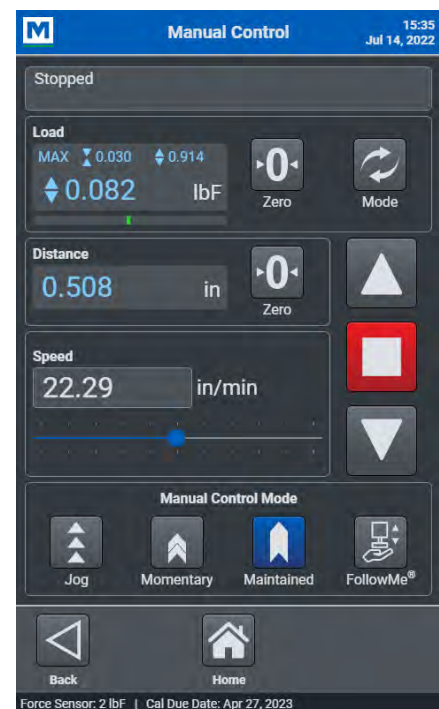 M Manual Control 15:35
Jul 14, 2022
Stopped
Load
MAX 0.030 0.914
0.082 lbF
Zero Mode
Distance
0.508 in
Zero
Speed
22.29 in/min
Manual Control Mode
Jog Momentary Maintained FollowMe®
Back Home
Force Sensor: 2 lbF | Cal Due Date: Apr 27, 2023